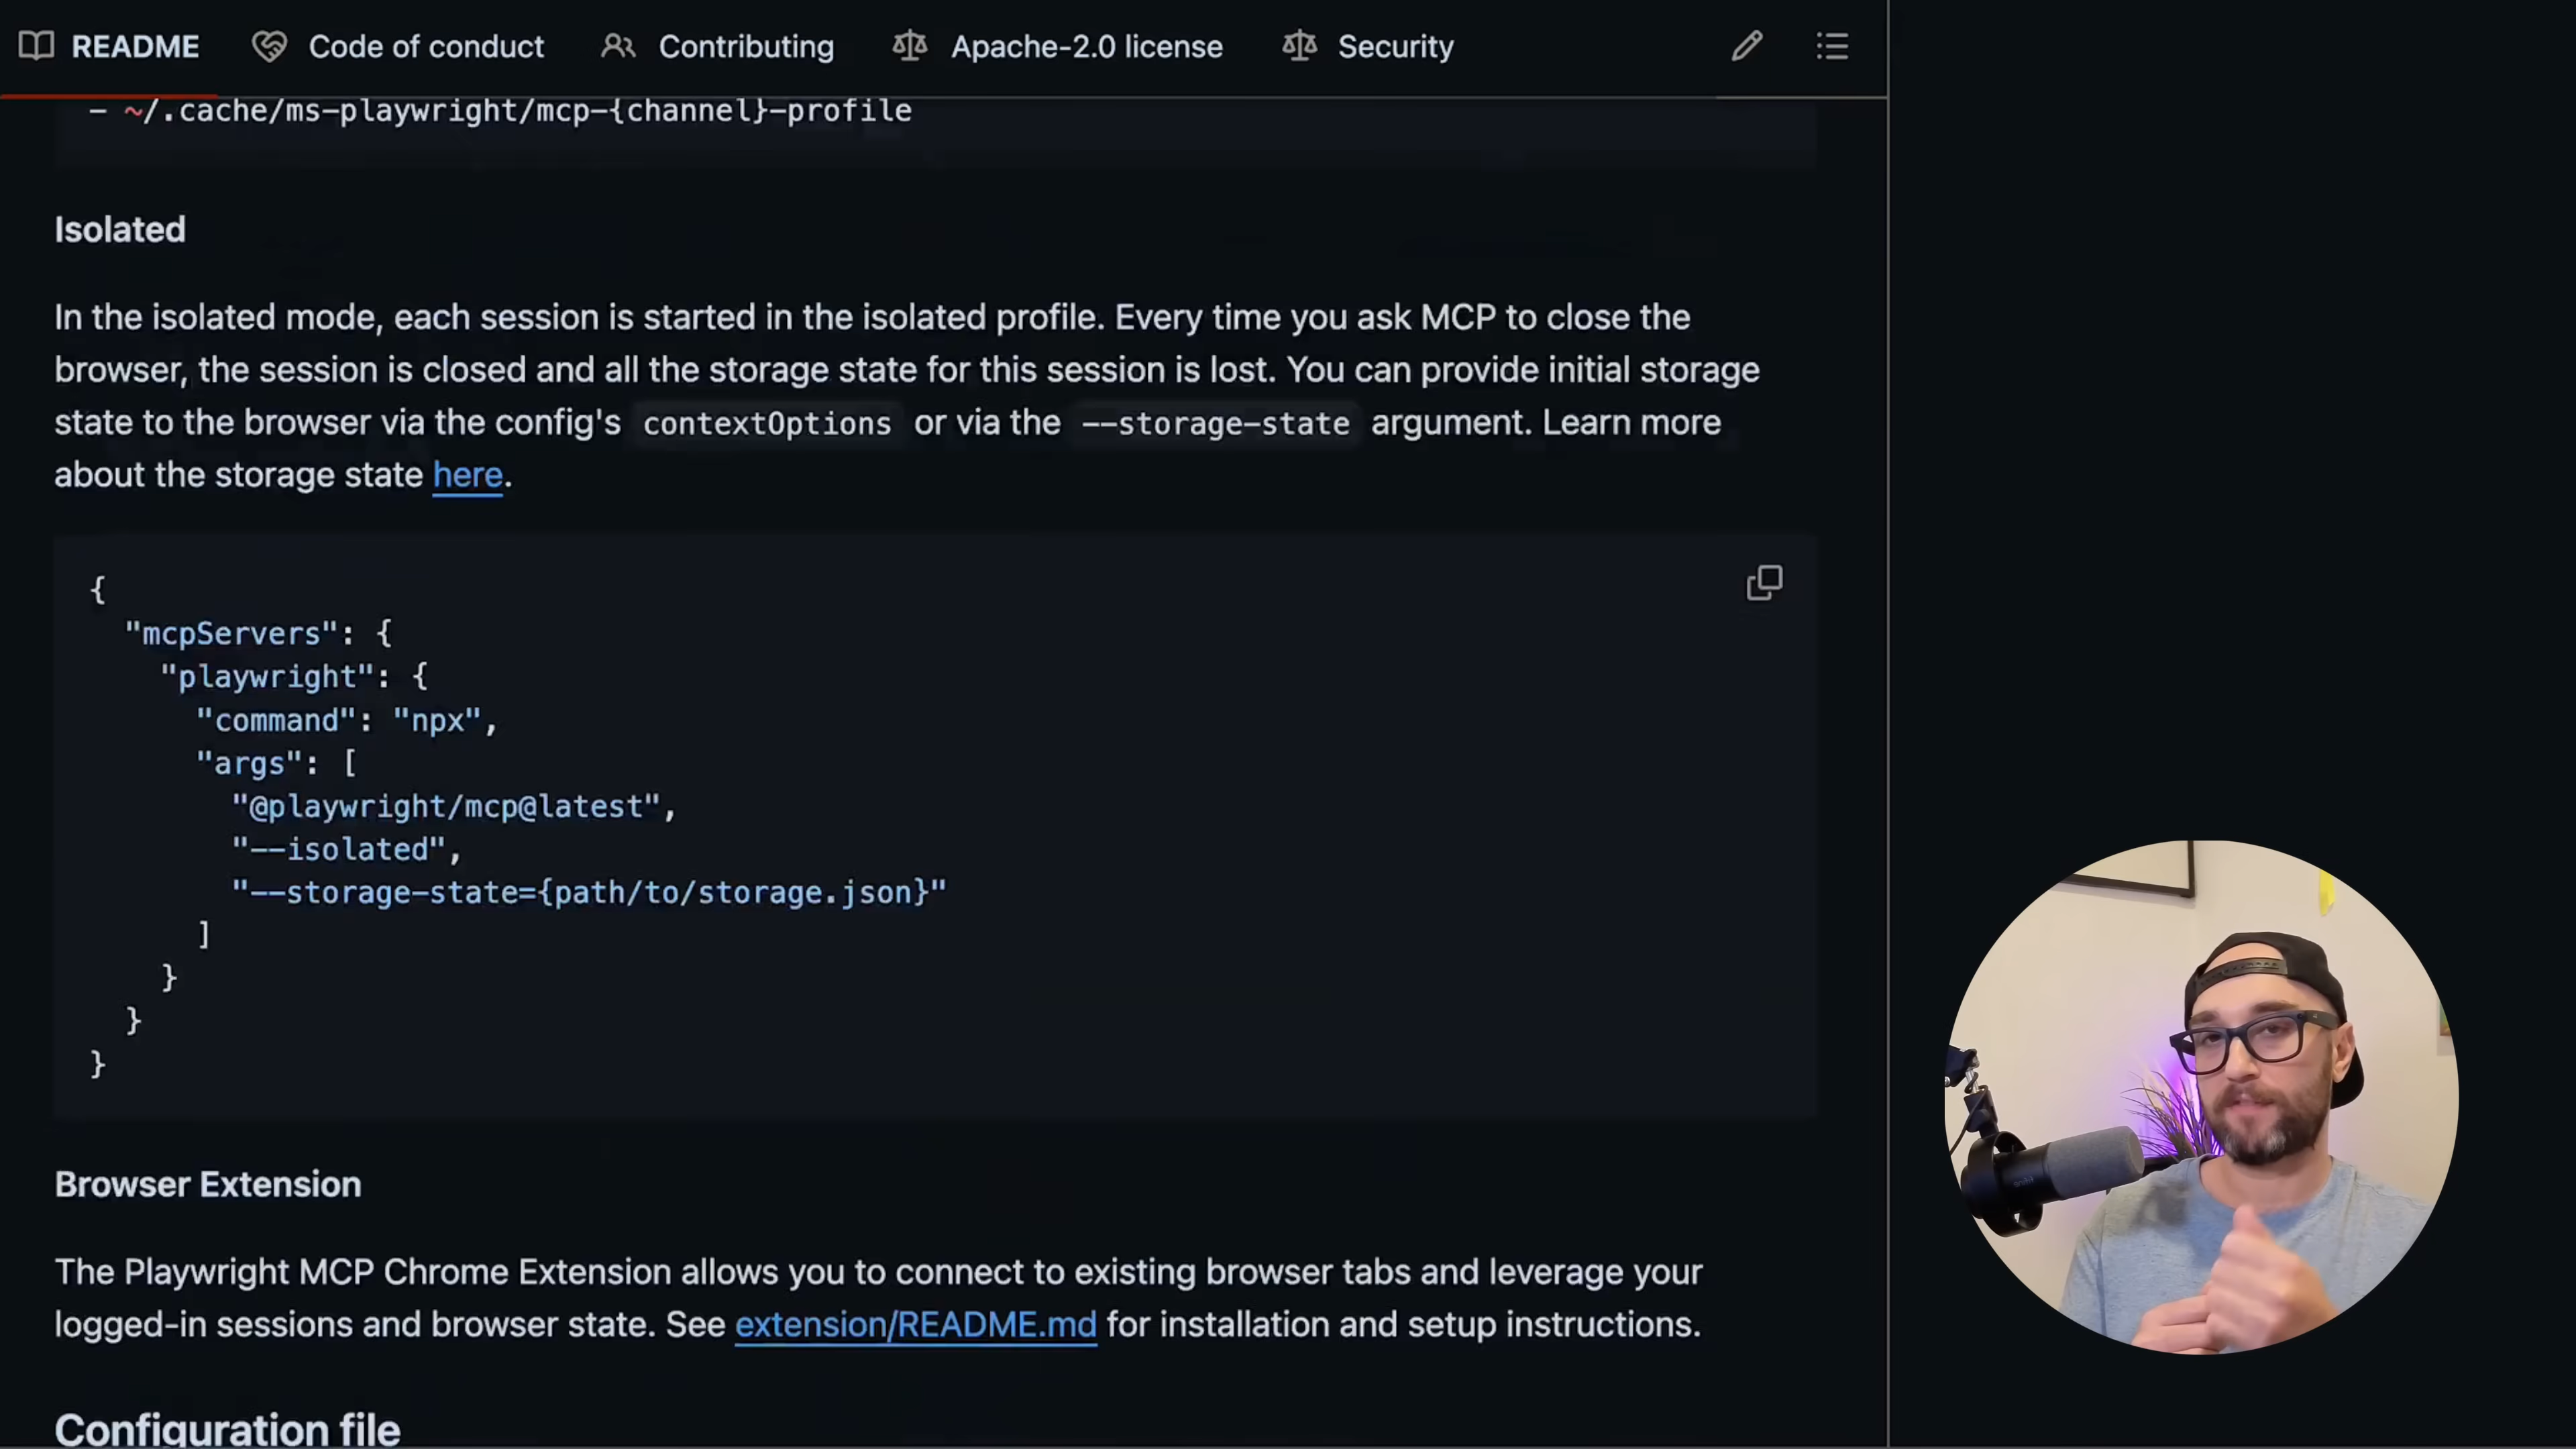 README Code of conduct Contributing Apache-2.0 license Security
- ~/.cache/ms-playwright/mcp-{channel}-profile
Isolated
In the isolated mode, each session is started in the isolated profile. Every time you ask MCP to close the
browser, the session is closed and all the storage state for this session is lost. You can provide initial storage
state to the browser via the config's contextOptions or via the --storage-state argument. Learn more
about the storage state here.
{
"mcpServers": {
"playwright": {
"command": "npx",
"args": [
"@playwright/mcp@latest",
"--isolated",
"--storage-state={path/to/storage.json}"
]
}
}
}
Browser Extension
The Playwright MCP Chrome Extension allows you to connect to existing browser tabs and leverage your
logged-in sessions and browser state. See extension/README.md for installation and setup instructions.
Configuration file